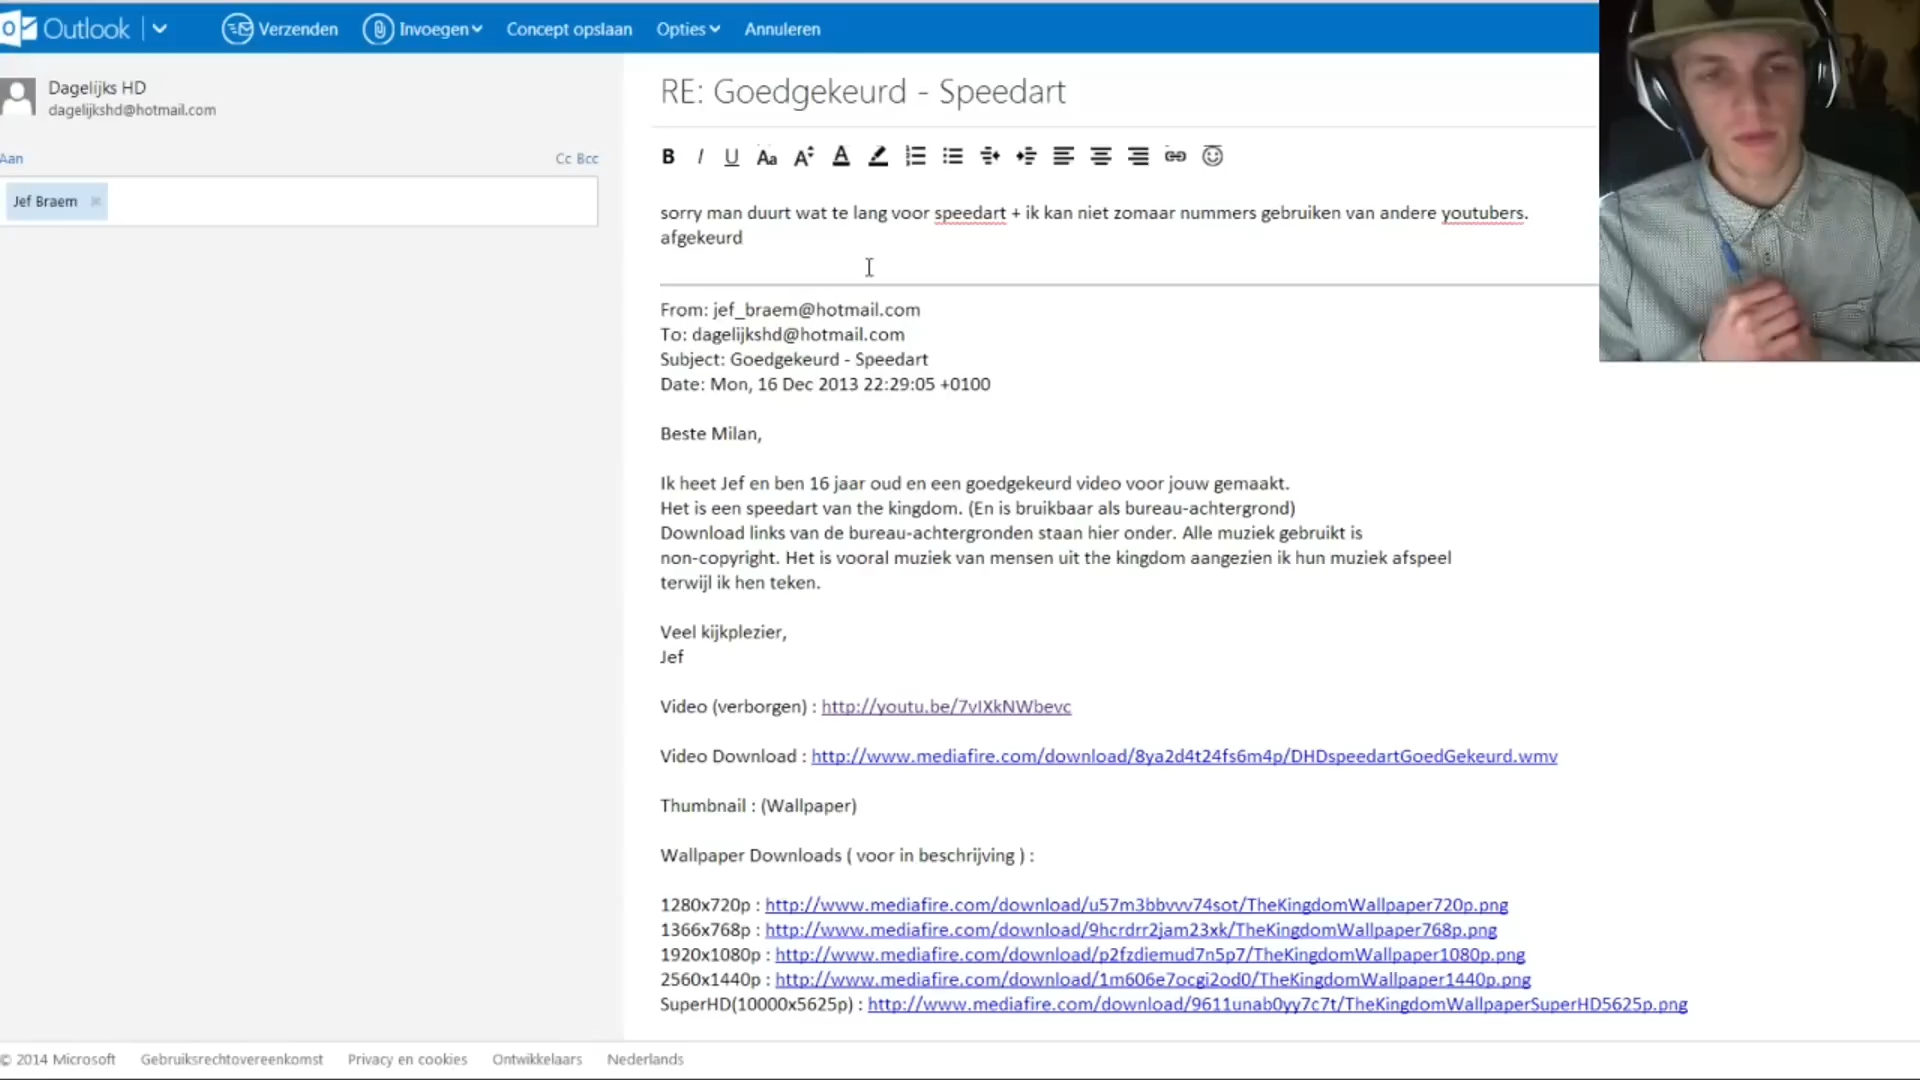 Outlook Verzenden Invoegen Concept opslaan Opties Annuleren
Dagelijks HD
dagelijkshd@hotmail.com
Aan Cc Bcc
Jef Braem
RE: Goedgekeurd - Speedart
B I U Aa A A
sorry man duurt wat te lang voor speedart + ik kan niet zomaar nummers gebruiken van andere youtubers.
afgekeurd
From: jef_braem@hotmail.com
To: dagelijkshd@hotmail.com
Subject: Goedgekeurd - Speedart
Date: Mon, 16 Dec 2013 22:29:05 +0100
Beste Milan,
Ik heet Jef en ben 16 jaar oud en een goedgekeurd video voor jouw gemaakt.
Het is een speedart van the kingdom. (En is bruikbaar als bureau-achtergrond)
Download links van de bureau-achtergronden staan hier onder. Alle muziek gebruikt is
non-copyright. Het is vooral muziek van mensen uit the kingdom aangezien ik hun muziek afspeel
terwijl ik hen teken.
Veel kijkplezier,
Jef
Video (verborgen) : http://youtu.be/7vIXkNWbevc
Video Download : http://www.mediafire.com/download/8ya2d4t24fs6m4p/DHDspeedartGoedGekeurd.wmv
Thumbnail : (Wallpaper)
Wallpaper Downloads ( voor in beschrijving ) :
1280x720p : http://www.mediafire.com/download/u57m3bbvvv74sot/TheKingdomWallpaper720p.png
1366x768p : http://www.mediafire.com/download/9hcrdrr2jam23xk/TheKingdomWallpaper768p.png
1920x1080p : http://www.mediafire.com/download/p2fzdiemud7n5p7/TheKingdomWallpaper1080p.png
2560x1440p : http://www.mediafire.com/download/1m606e7ocgi2od0/TheKingdomWallpaper1440p.png
SuperHD(10000x5625p) : http://www.mediafire.com/download/9611unab0yy7c7t/TheKingdomWallpaperSuperHD5625p.png
© 2014 Microsoft Gebruiksrechtovereenkomst Privacy en cookies Ontwikkelaars Nederlands